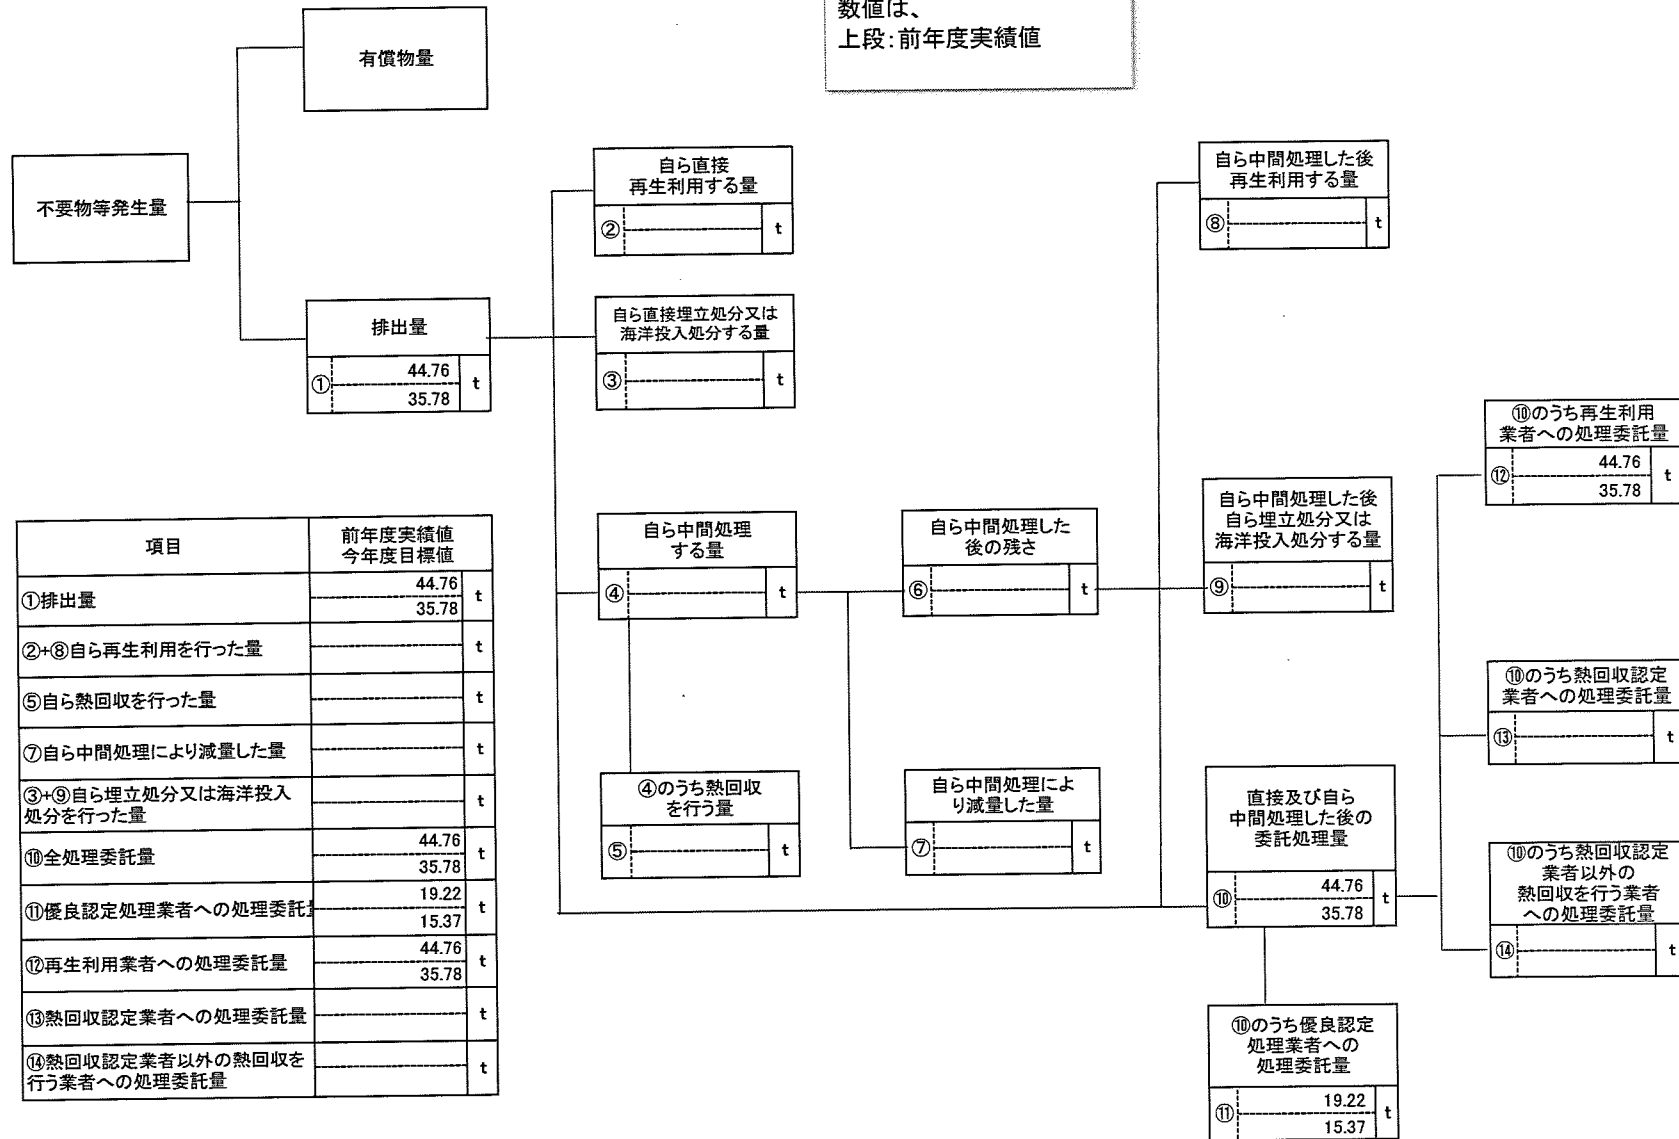 数値は、
上段:前年度実績値
有償物量
不要物等発生量
排出量
① 44.76 t
35.78
自ら直接
再生利用する量
② t
自ら直接埋立処分又は
海洋投入処分する量
③ t
自ら中間処理
する量
④ t
④のうち熱回収
を行う量
⑤ t
自ら中間処理した
後の残さ
⑥ t
自ら中間処理によ
り減量した量
⑦ t
自ら中間処理した後
再生利用する量
⑧ t
自ら中間処理した後
自ら埋立処分又は
海洋投入処分する量
⑨ t
直接及び自ら
中間処理した後の
委託処理量
⑩ 44.76 t
35.78
⑩のうち優良認定
処理業者への
処理委託量
⑪ 19.22 t
15.37
⑩のうち再生利用
業者への処理委託量
⑫ 44.76 t
35.78
⑩のうち熱回収認定
業者への処理委託量
⑬ t
⑩のうち熱回収認定
業者以外の
熱回収を行う業者
への処理委託量
⑭ t
項目 前年度実績値
今年度目標値
①排出量 44.76 t
35.78
②+⑧自ら再生利用を行った量 t
⑤自ら熱回収を行った量 t
⑦自ら中間処理により減量した量 t
③+⑨自ら埋立処分又は海洋投入
処分を行った量 t
⑩全処理委託量 44.76 t
35.78
⑪優良認定処理業者への処理委託 19.22 t
15.37
⑫再生利用業者への処理委託量 44.76 t
35.78
⑬熱回収認定業者への処理委託量 t
⑭熱回収認定業者以外の熱回収を
行う業者への処理委託量 t